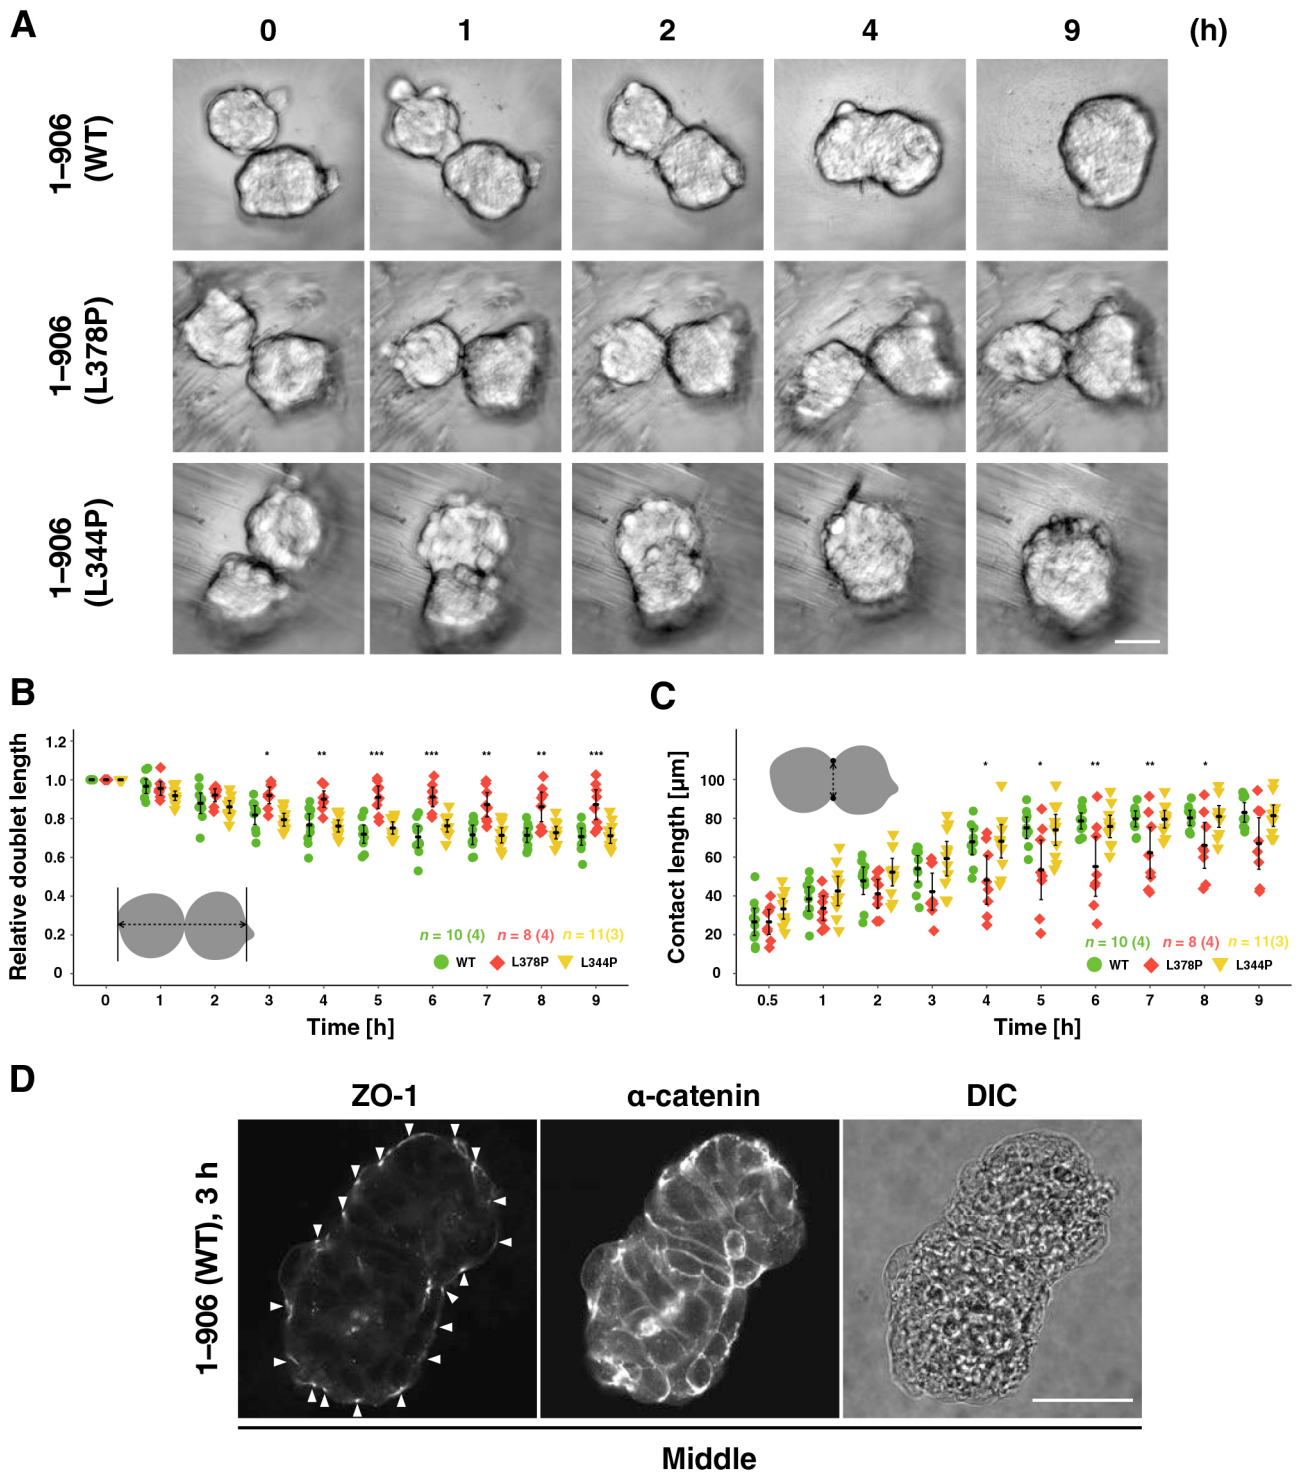 A
0 1 2 4 9 (h)
1–906
(WT)
1–906
(L378P)
1–906
(L344P)
B
Relative doublet length
1.2
1.0
0.8
0.6
0.4
0.2
0
* ** *** *** ** ** ***
n = 10 (4) n = 8 (4) n = 11(3)
WT L378P L344P
0 1 2 3 4 5 6 7 8 9
Time [h]
C
Contact length [µm]
100
80
60
40
20
0
* * ** ** *
n = 10 (4) n = 8 (4) n = 11(3)
WT L378P L344P
0.5 1 2 3 4 5 6 7 8 9
Time [h]
D
ZO-1 α-catenin DIC
1–906 (WT), 3 h
Middle